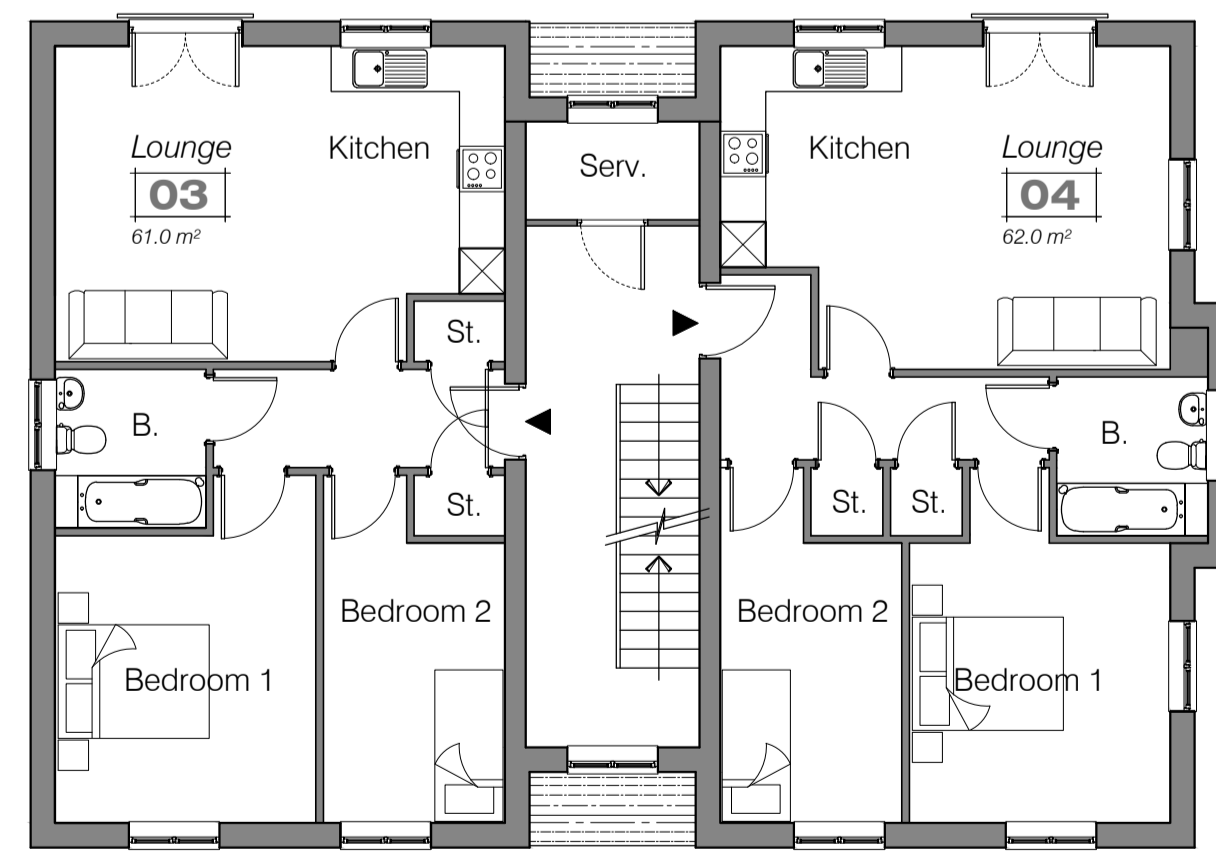 Lounge
03
61.0 m²
Kitchen
Serv.
Kitchen
Lounge
04
62.0 m²
St.
B.
St.
B.
St.
St.
Bedroom 1
Bedroom 2
Bedroom 2
Bedroom 1